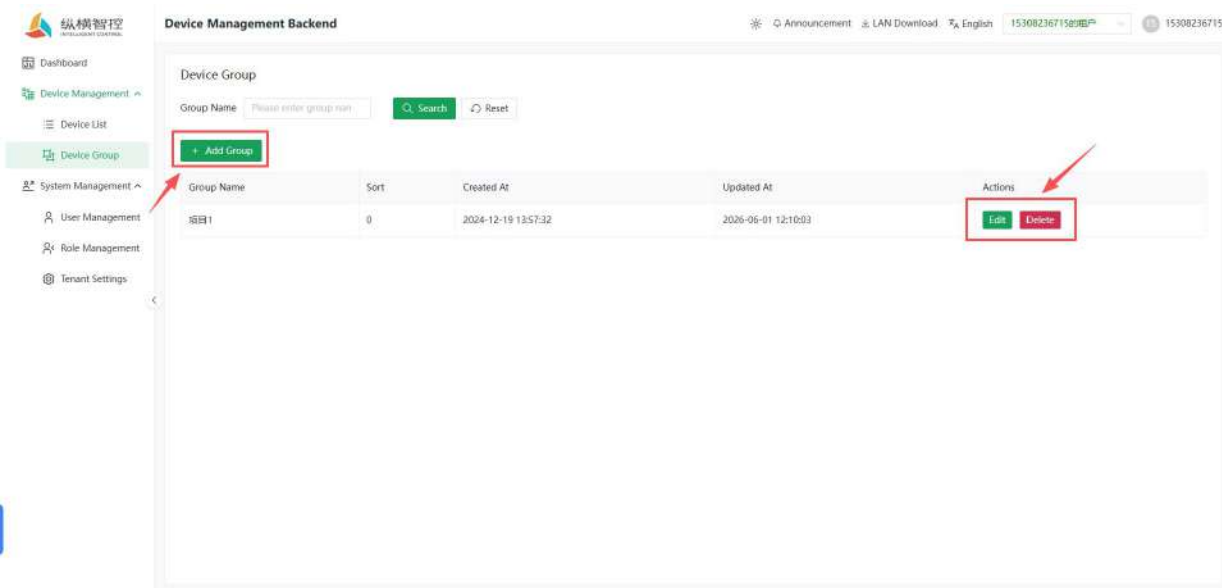 纵横智控
INTELLIGENT CONTROL
Device Management Backend
Announcement
LAN Download
English
15308236715的租户
15308236715
Dashboard
Device Management
Device List
Device Group
System Management
User Management
Role Management
Tenant Settings
Device Group
Group Name Please enter group nan Search Reset
+ Add Group
Group Name Sort Created At Updated At Actions
项目1 0 2024-12-19 13:57:32 2026-06-01 12:10:03 Edit Delete